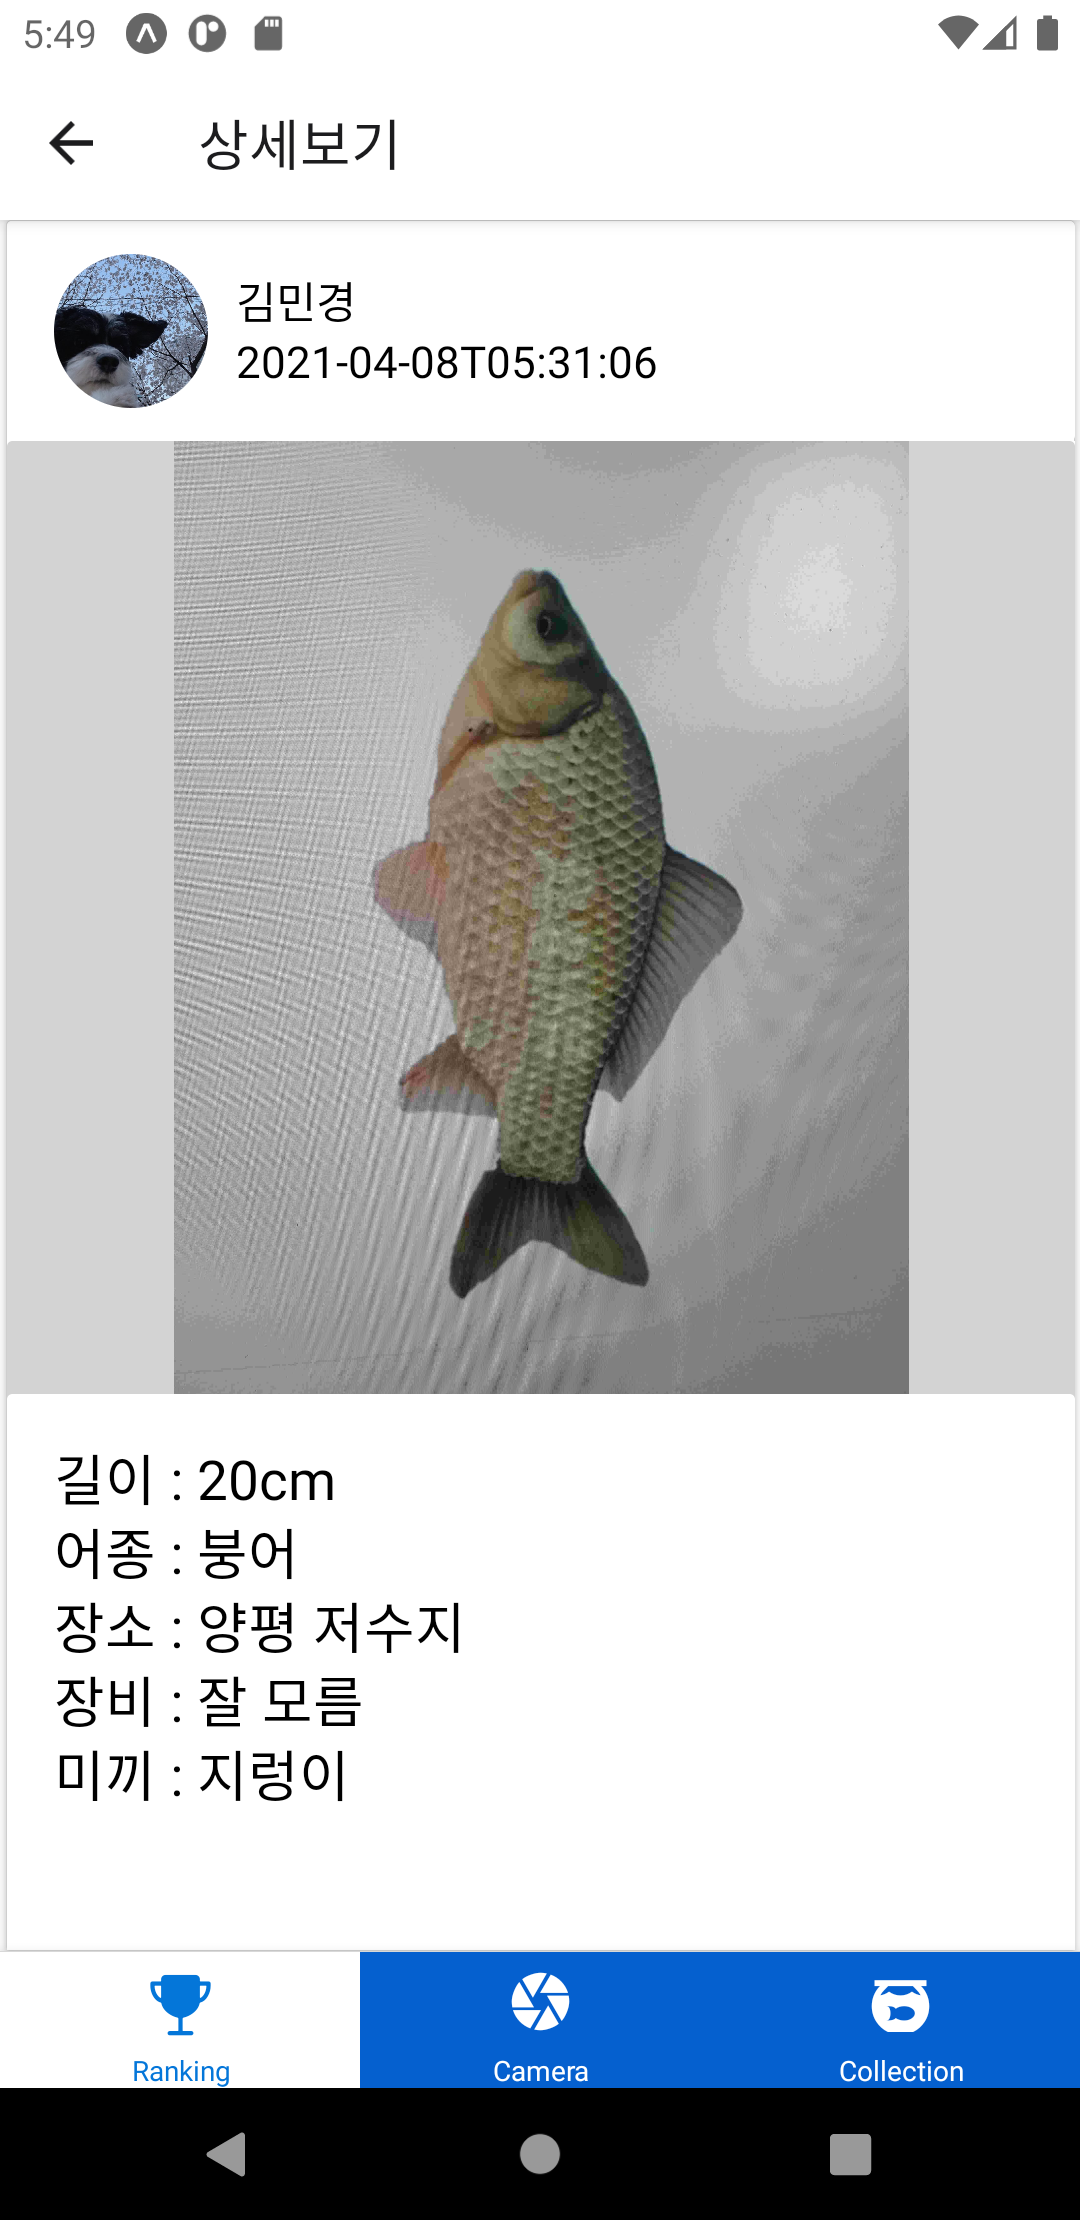 5:49
상세보기
김민경
2021-04-08T05:31:06
길이 : 20cm
어종 : 붕어
장소 : 양평 저수지
장비 : 잘 모름
미끼 : 지렁이
Ranking
Camera
Collection